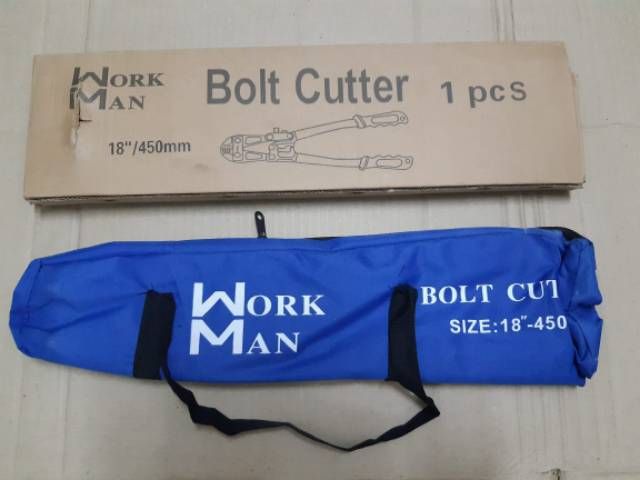 WORK MAN
Bolt Cutter
1 pcs
18"/450mm
WORK
MAN
BOLT CUT
SIZE:18"-450